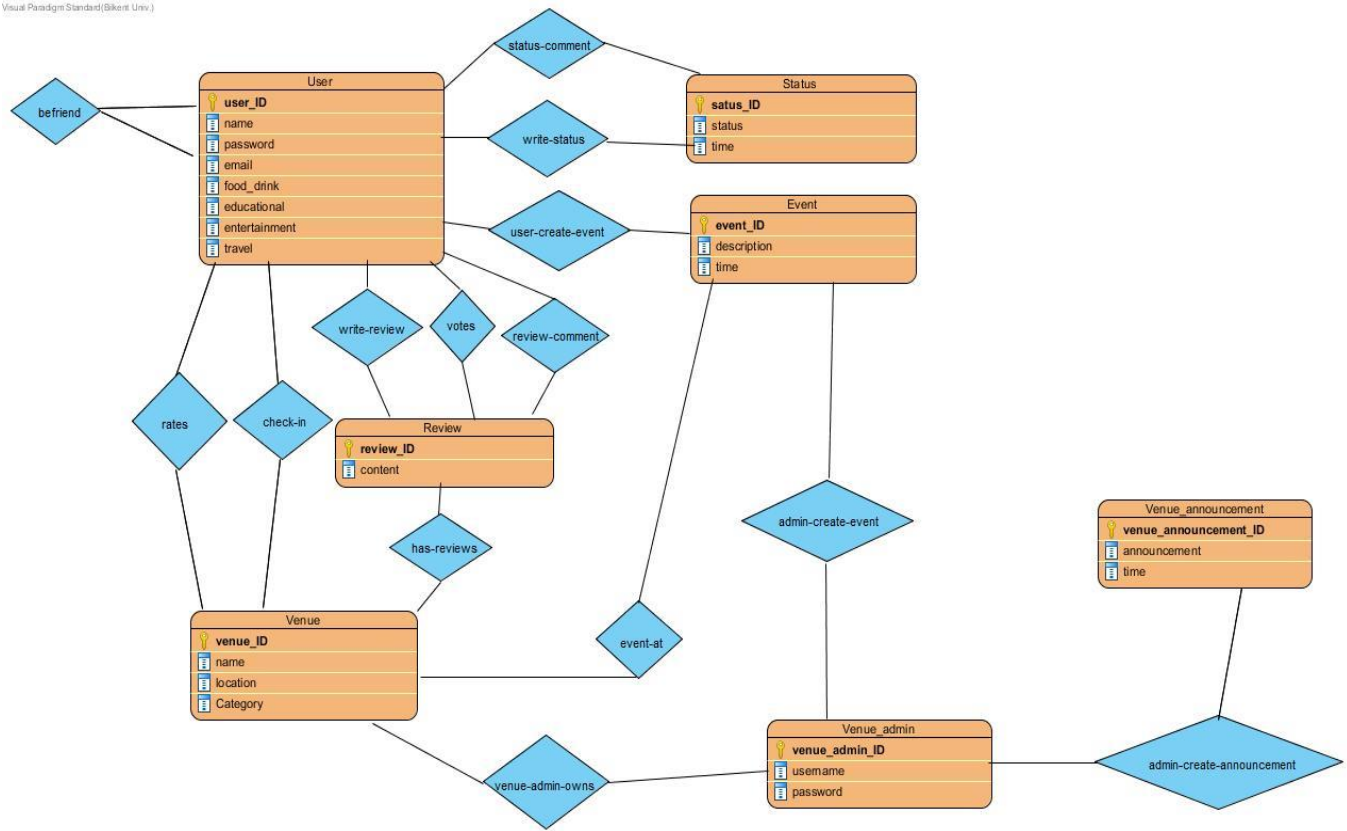 Visual Paradigm Standard(Bilkent Univ.)
status-comment
User
Status
befriend
user_ID
satus_ID
name
status
password
write-status
time
email
food_drink
educational
Event
entertainment
user-create-event
event_ID
travel
description
time
write-review
votes
review-comment
rates
check-in
Review
review_ID
content
admin-create-event
Venue_announcement
venue_announcement_ID
has-reviews
announcement
time
Venue
venue_ID
event-at
name
location
Category
Venue_admin
venue_admin_ID
username
password
venue-admin-owns
admin-create-announcement